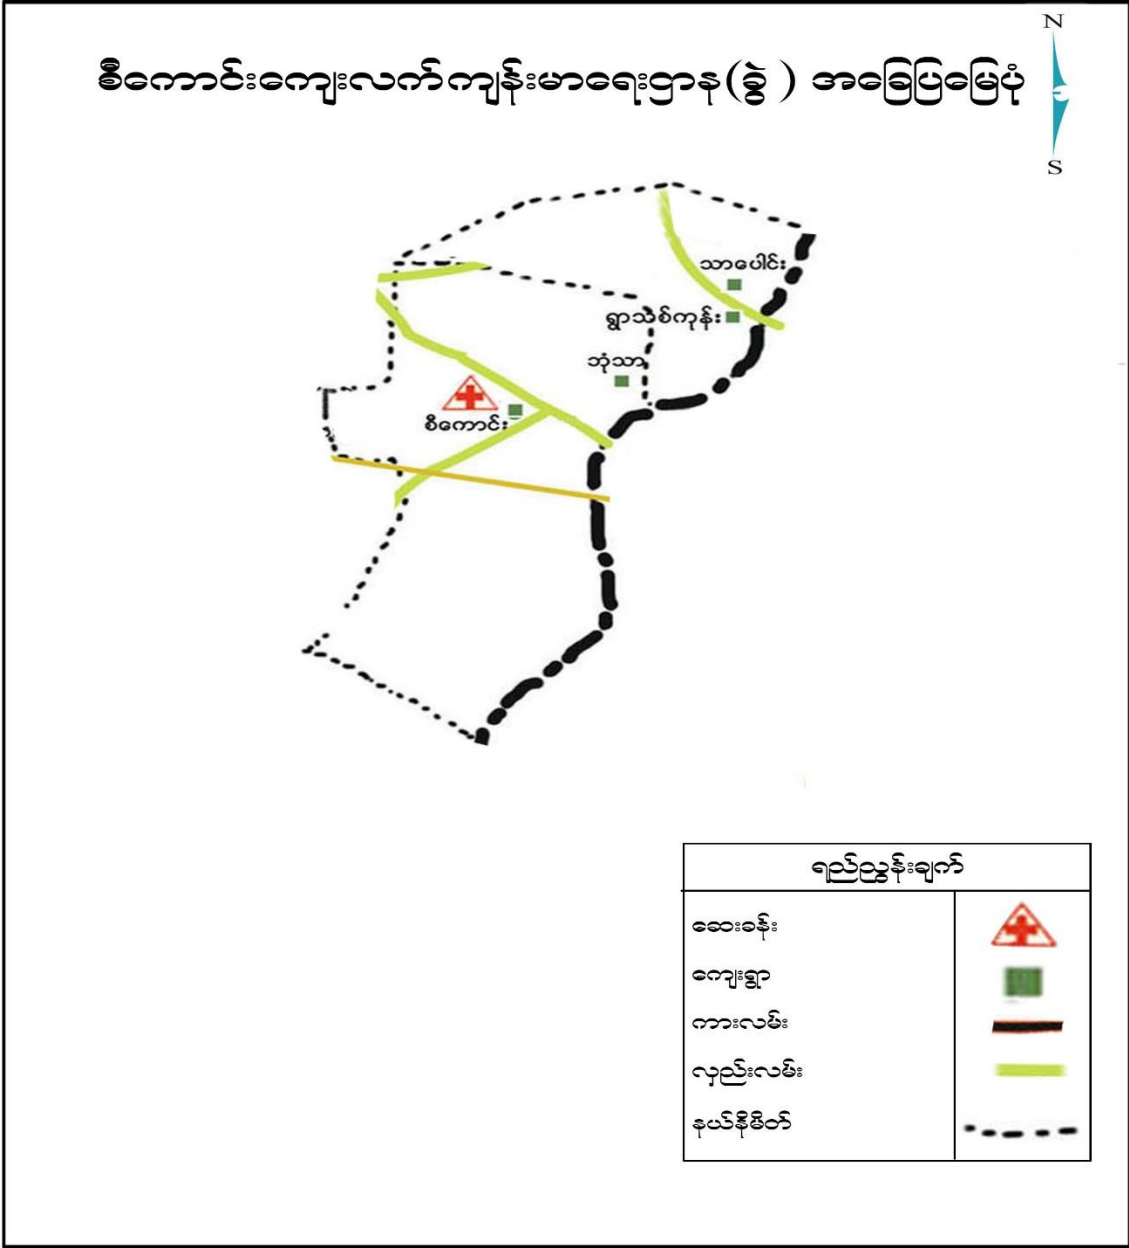 N
စီကောင်းကျေးလက်ကျန်းမာရေးဌာန(ခွဲ ) အခြေပြမြေပုံ
S
သာပေါင်း
ရွာသစ်ကုန်း
ဘုံသာ
စီကောင်း
ရည်ညွှန်းချက်
ဆေးခန်း
ကျေးရွာ
ကားလမ်း
လှည်းလမ်း
နယ်နိမိတ်